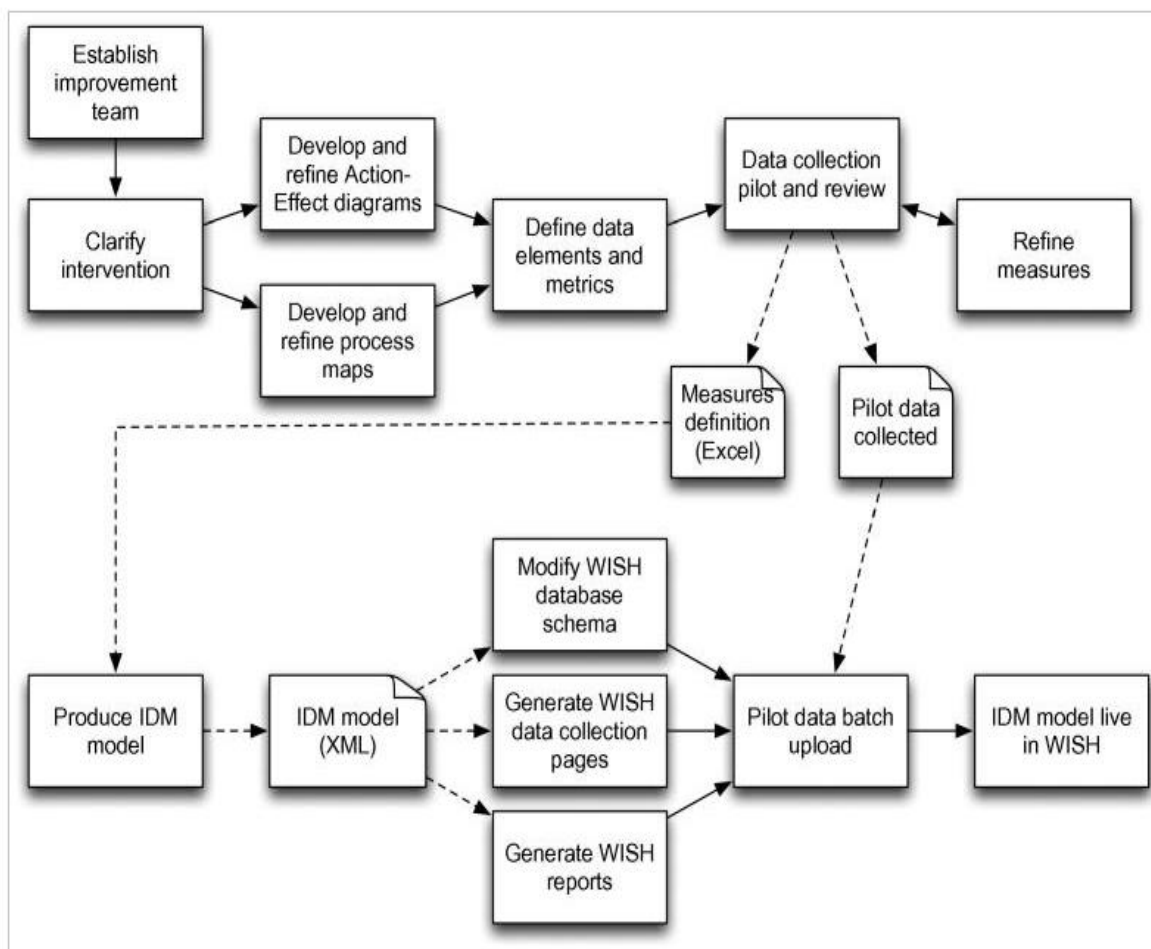 Establish
improvement
team
Clarify
intervention
Develop and
refine Action-
Effect diagrams
Develop and
refine process
maps
Define data
elements and
metrics
Data collection
pilot and review
Refine
measures
Measures
definition
(Excel)
Pilot data
collected
Produce IDM
model
IDM model
(XML)
Modify WISH
database
schema
Generate WISH
data collection
pages
Generate WISH
reports
Pilot data batch
upload
IDM model live
in WISH